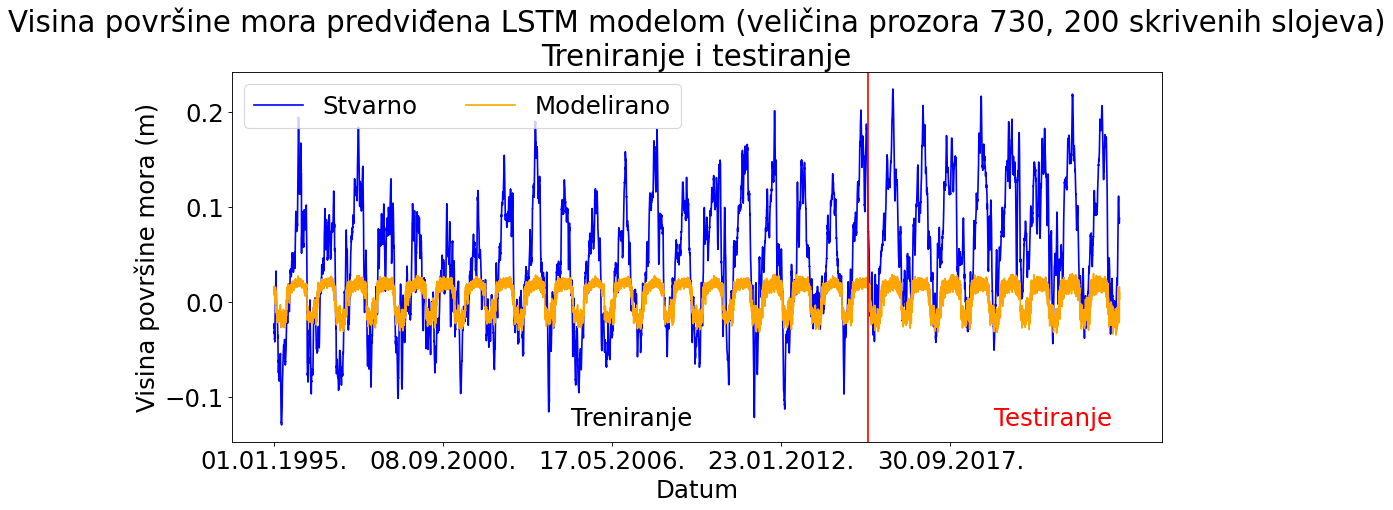 Visina površine mora predviđena LSTM modelom (veličina prozora 730, 200 skrivenih slojeva)
Treniranje i testiranje
Stvarno
Modelirano
Visina površine mora (m)
0.2
0.1
0.0
−0.1
Treniranje
Testiranje
01.01.1995.
08.09.2000.
17.05.2006.
23.01.2012.
30.09.2017.
Datum